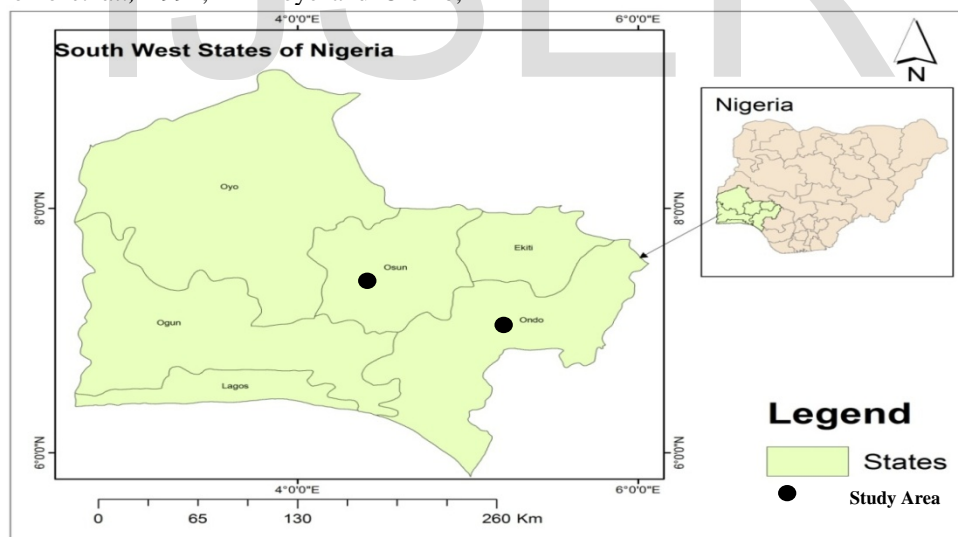 4°0'0"E
6°0'0"E
South West States of Nigeria
N
Nigeria
Oyo
8°0'0"N
8°0'0"N
Ekiti
Osun
Ogun
Ondo
Lagos
Legend
States
Study Area
6°0'0"N
6°0'0"N
4°0'0"E
6°0'0"E
0 65 130 260 Km